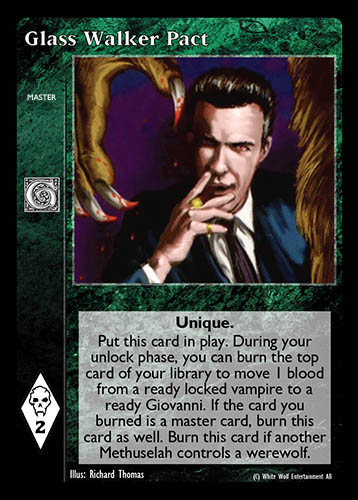 Glass Walker Pact
MASTER
Unique.
Put this card in play. During your
unlock phase, you can burn the top
card of your library to move 1 blood
from a ready locked vampire to a
ready Giovanni. If the card you
burned is a master card, burn this
card as well. Burn this card if another
Methuselah controls a werewolf.
2
Illus: Richard Thomas
(C) White Wolf Entertainment AB